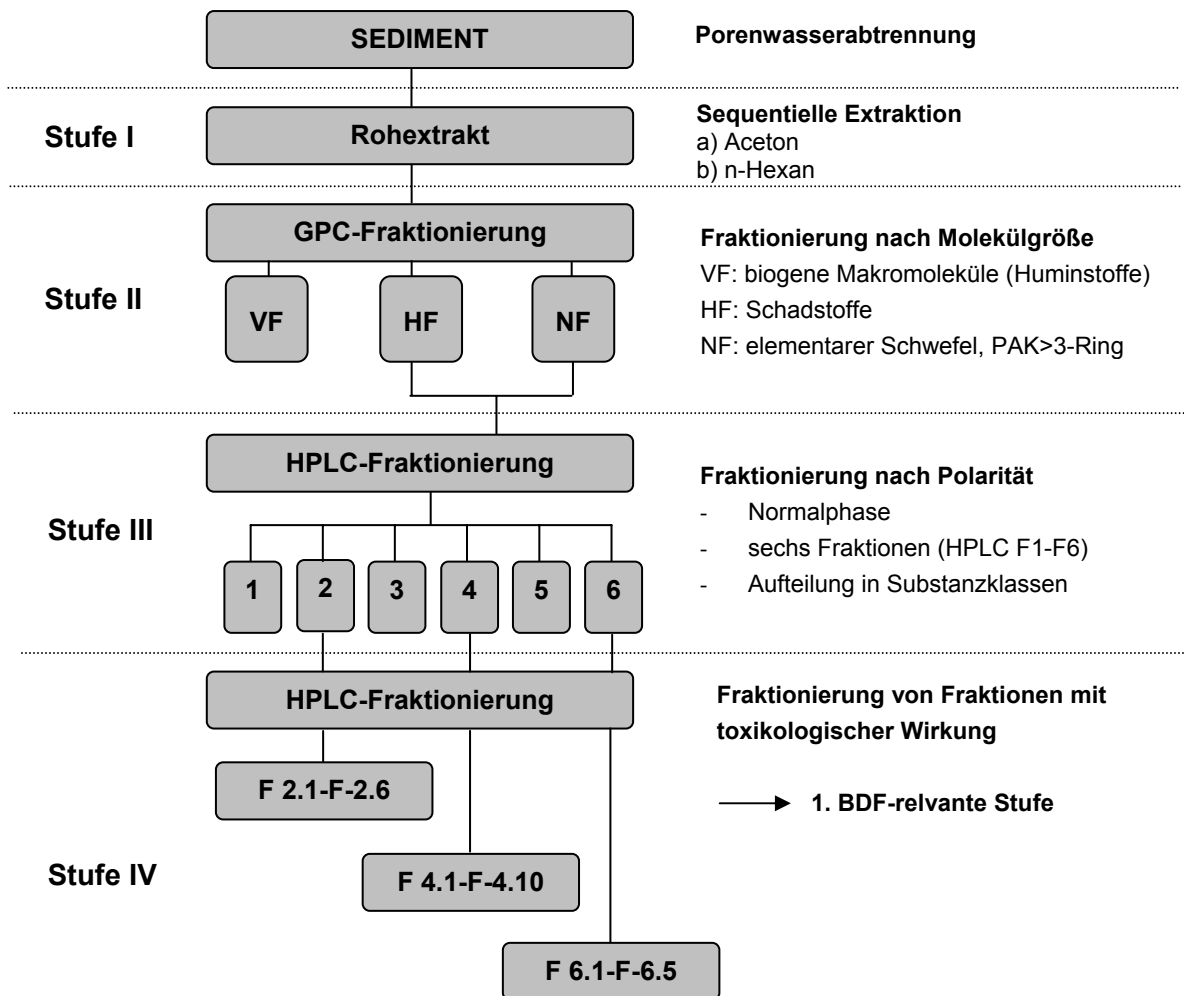 SEDIMENT
Porenwasserabtrennung
Stufe I
Rohextrakt
Sequentielle Extraktion
a) Aceton
b) n-Hexan
Stufe II
GPC-Fraktionierung
VF
HF
NF
Fraktionierung nach Molekülgröße
VF: biogene Makromoleküle (Huminstoffe)
HF: Schadstoffe
NF: elementarer Schwefel, PAK>3-Ring
Stufe III
HPLC-Fraktionierung
1
2
3
4
5
6
Fraktionierung nach Polarität
- Normalphase
- sechs Fraktionen (HPLC F1-F6)
- Aufteilung in Substanzklassen
Stufe IV
HPLC-Fraktionierung
F 2.1-F-2.6
F 4.1-F-4.10
F 6.1-F-6.5
Fraktionierung von Fraktionen mit
toxikologischer Wirkung
1. BDF-relvante Stufe